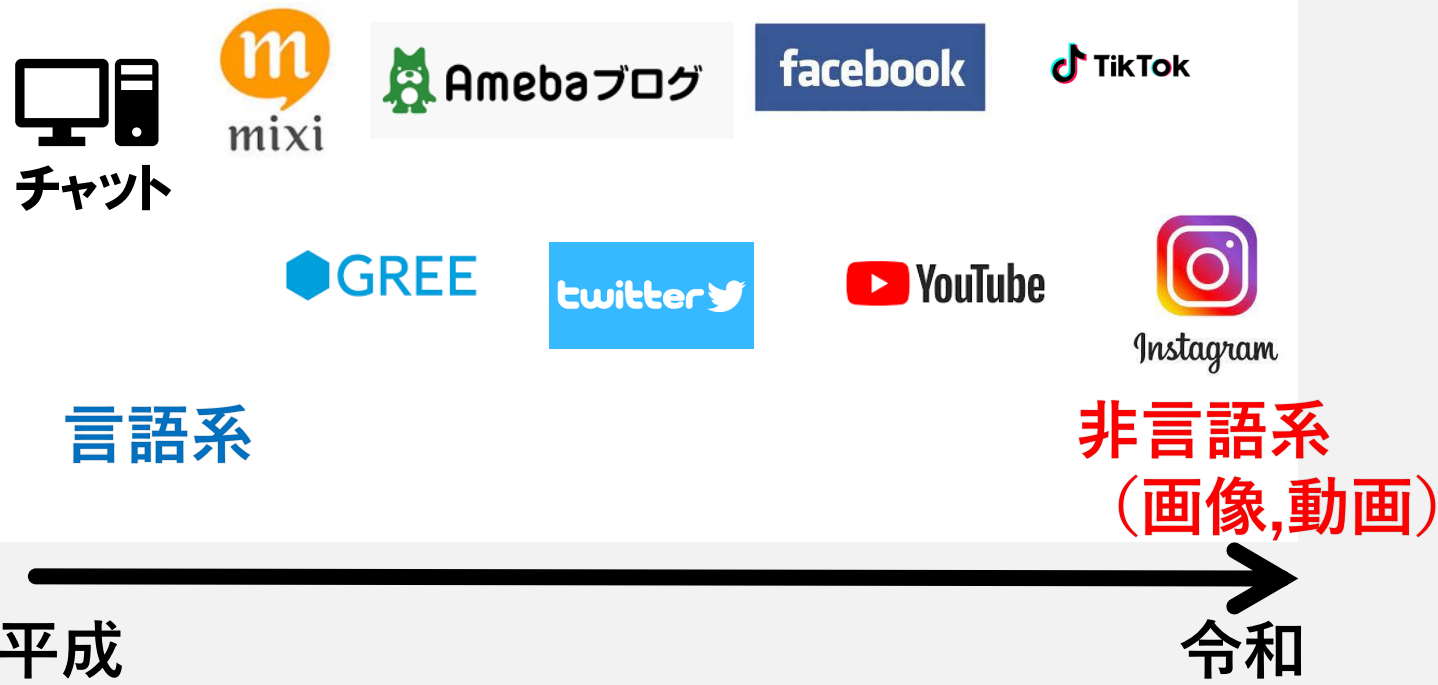 mixi
Amebaブログ
facebook
TikTok
チャット
GREE
twitter
YouTube
Instagram
言語系
非言語系
（画像,動画）
平成
令和